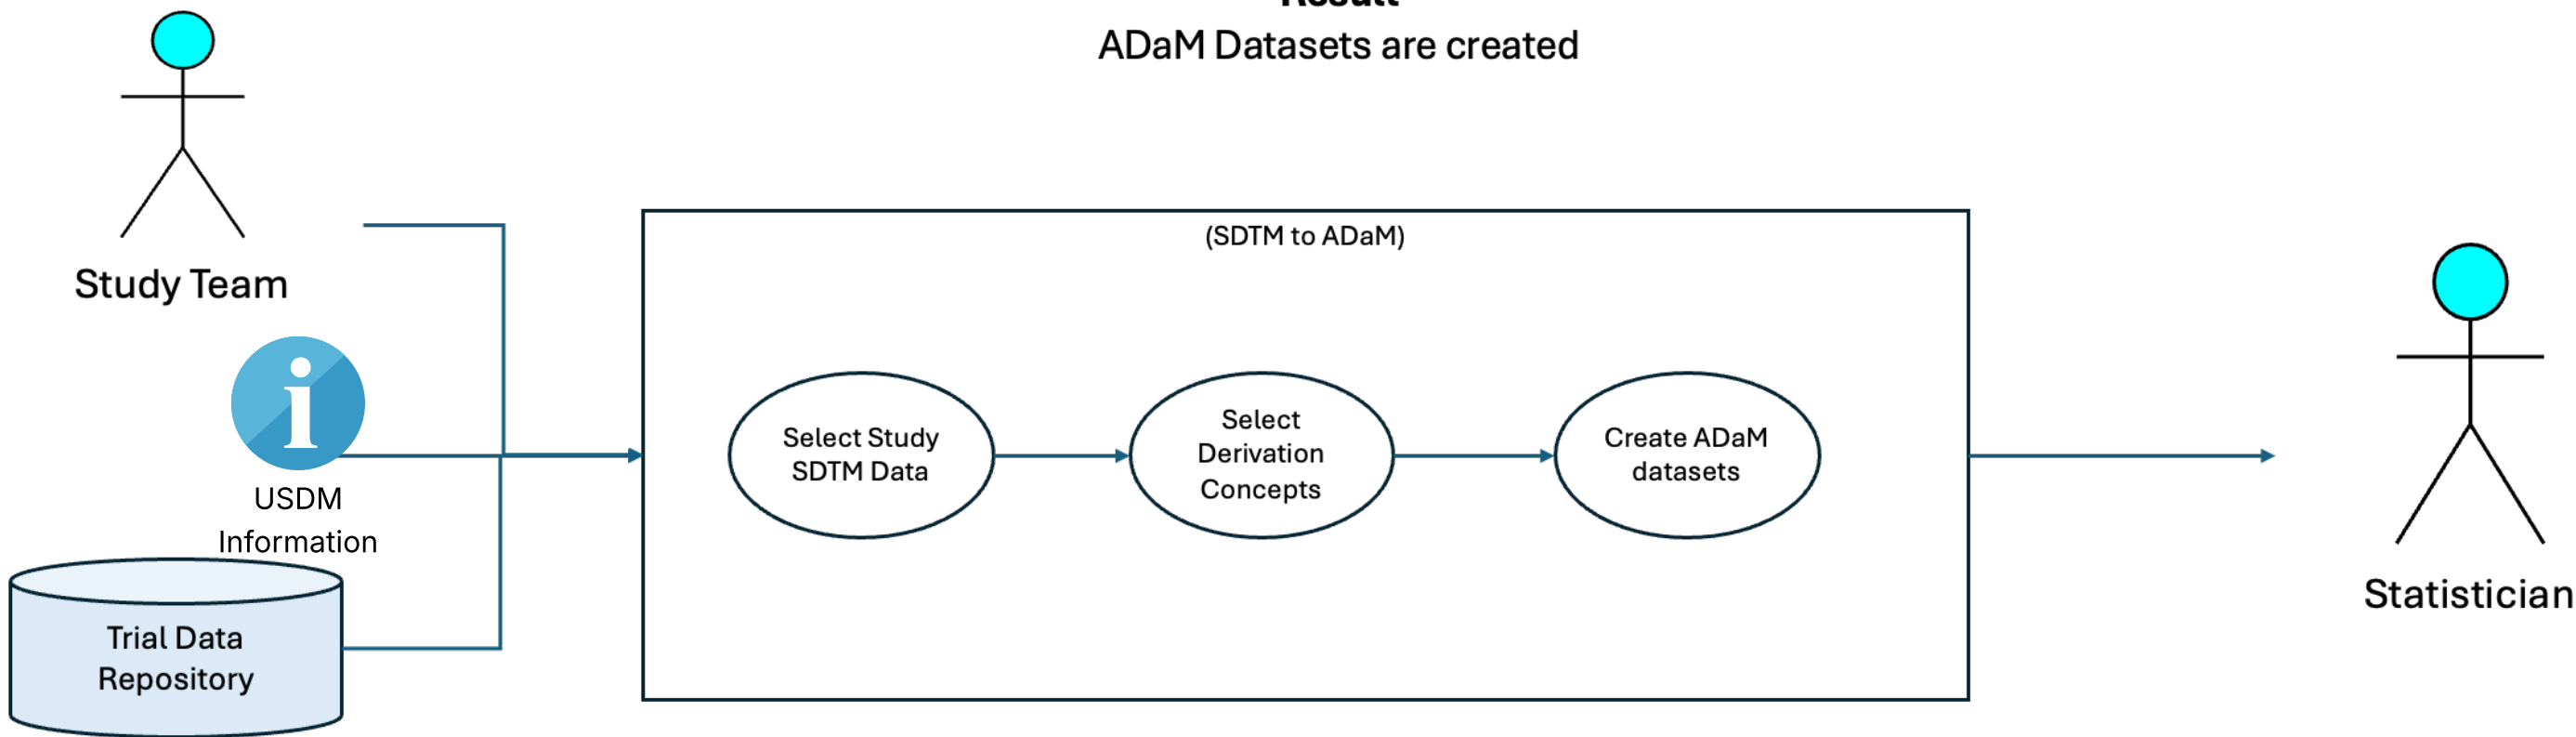 Result
ADaM Datasets are created
Study Team
USDM
Information
Trial Data
Repository
(SDTM to ADaM)
Select Study
SDTM Data
Select
Derivation
Concepts
Create ADaM
datasets
Statistician